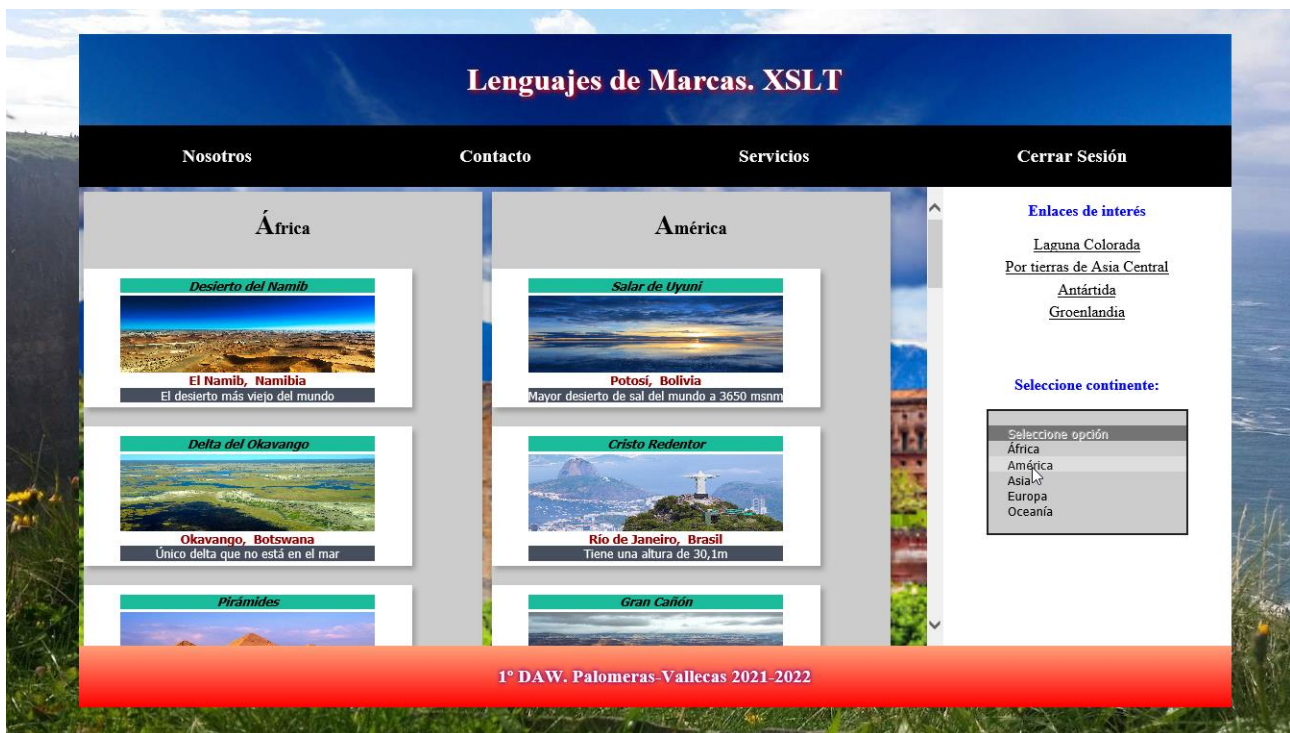 Lenguajes de Marcas. XSLT
Nosotros
Contacto
Servicios
Cerrar Sesión
África
Desierto del Namib
El Namib, Namibia
El desierto más viejo del mundo
Delta del Okavango
Okavango, Botswana
Único delta que no está en el mar
Pirámides
América
Salar de Uyuni
Potosí, Bolivia
Mayor desierto de sal del mundo a 3650 msnm
Cristo Redentor
Río de Janeiro, Brasil
Tiene una altura de 30,1m
Gran Cañón
Enlaces de interés
Laguna Colorada
Por tierras de Asia Central
Antártida
Groenlandia
Seleccione continente:
Seleccione opción
África
América
Asia
Europa
Oceanía
1º DAW. Palomeras-Vallecas 2021-2022